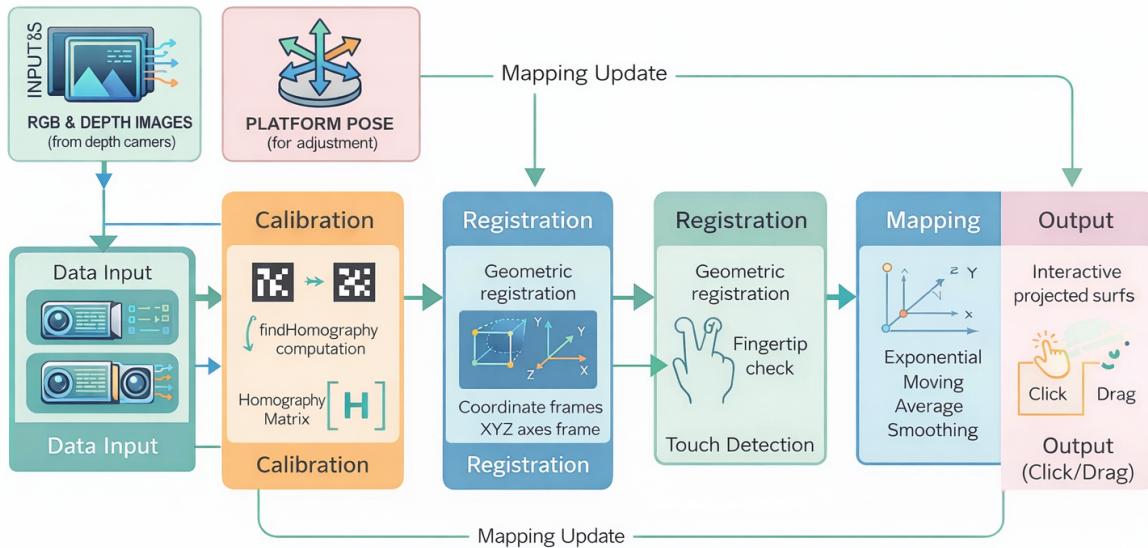 INPUT&S
RGB & DEPTH IMAGES
(from depth camers)
PLATFORM POSE
(for adjustment)
Mapping Update
Data Input
Data Input
Calibration
findHomography
computation
Homography
Matrix
H
Calibration
Registration
Geometric
registration
Y
Y
Z
X
Coordinate frames
XYZ axes frame
Registration
Registration
Geometric
registration
Fingertip
check
Touch Detection
Mapping
Z
Y
X
Exponential
Moving
Average
Smoothing
Output
Interactive
projected surfs
Click
Drag
Output
(Click/Drag)
Mapping Update